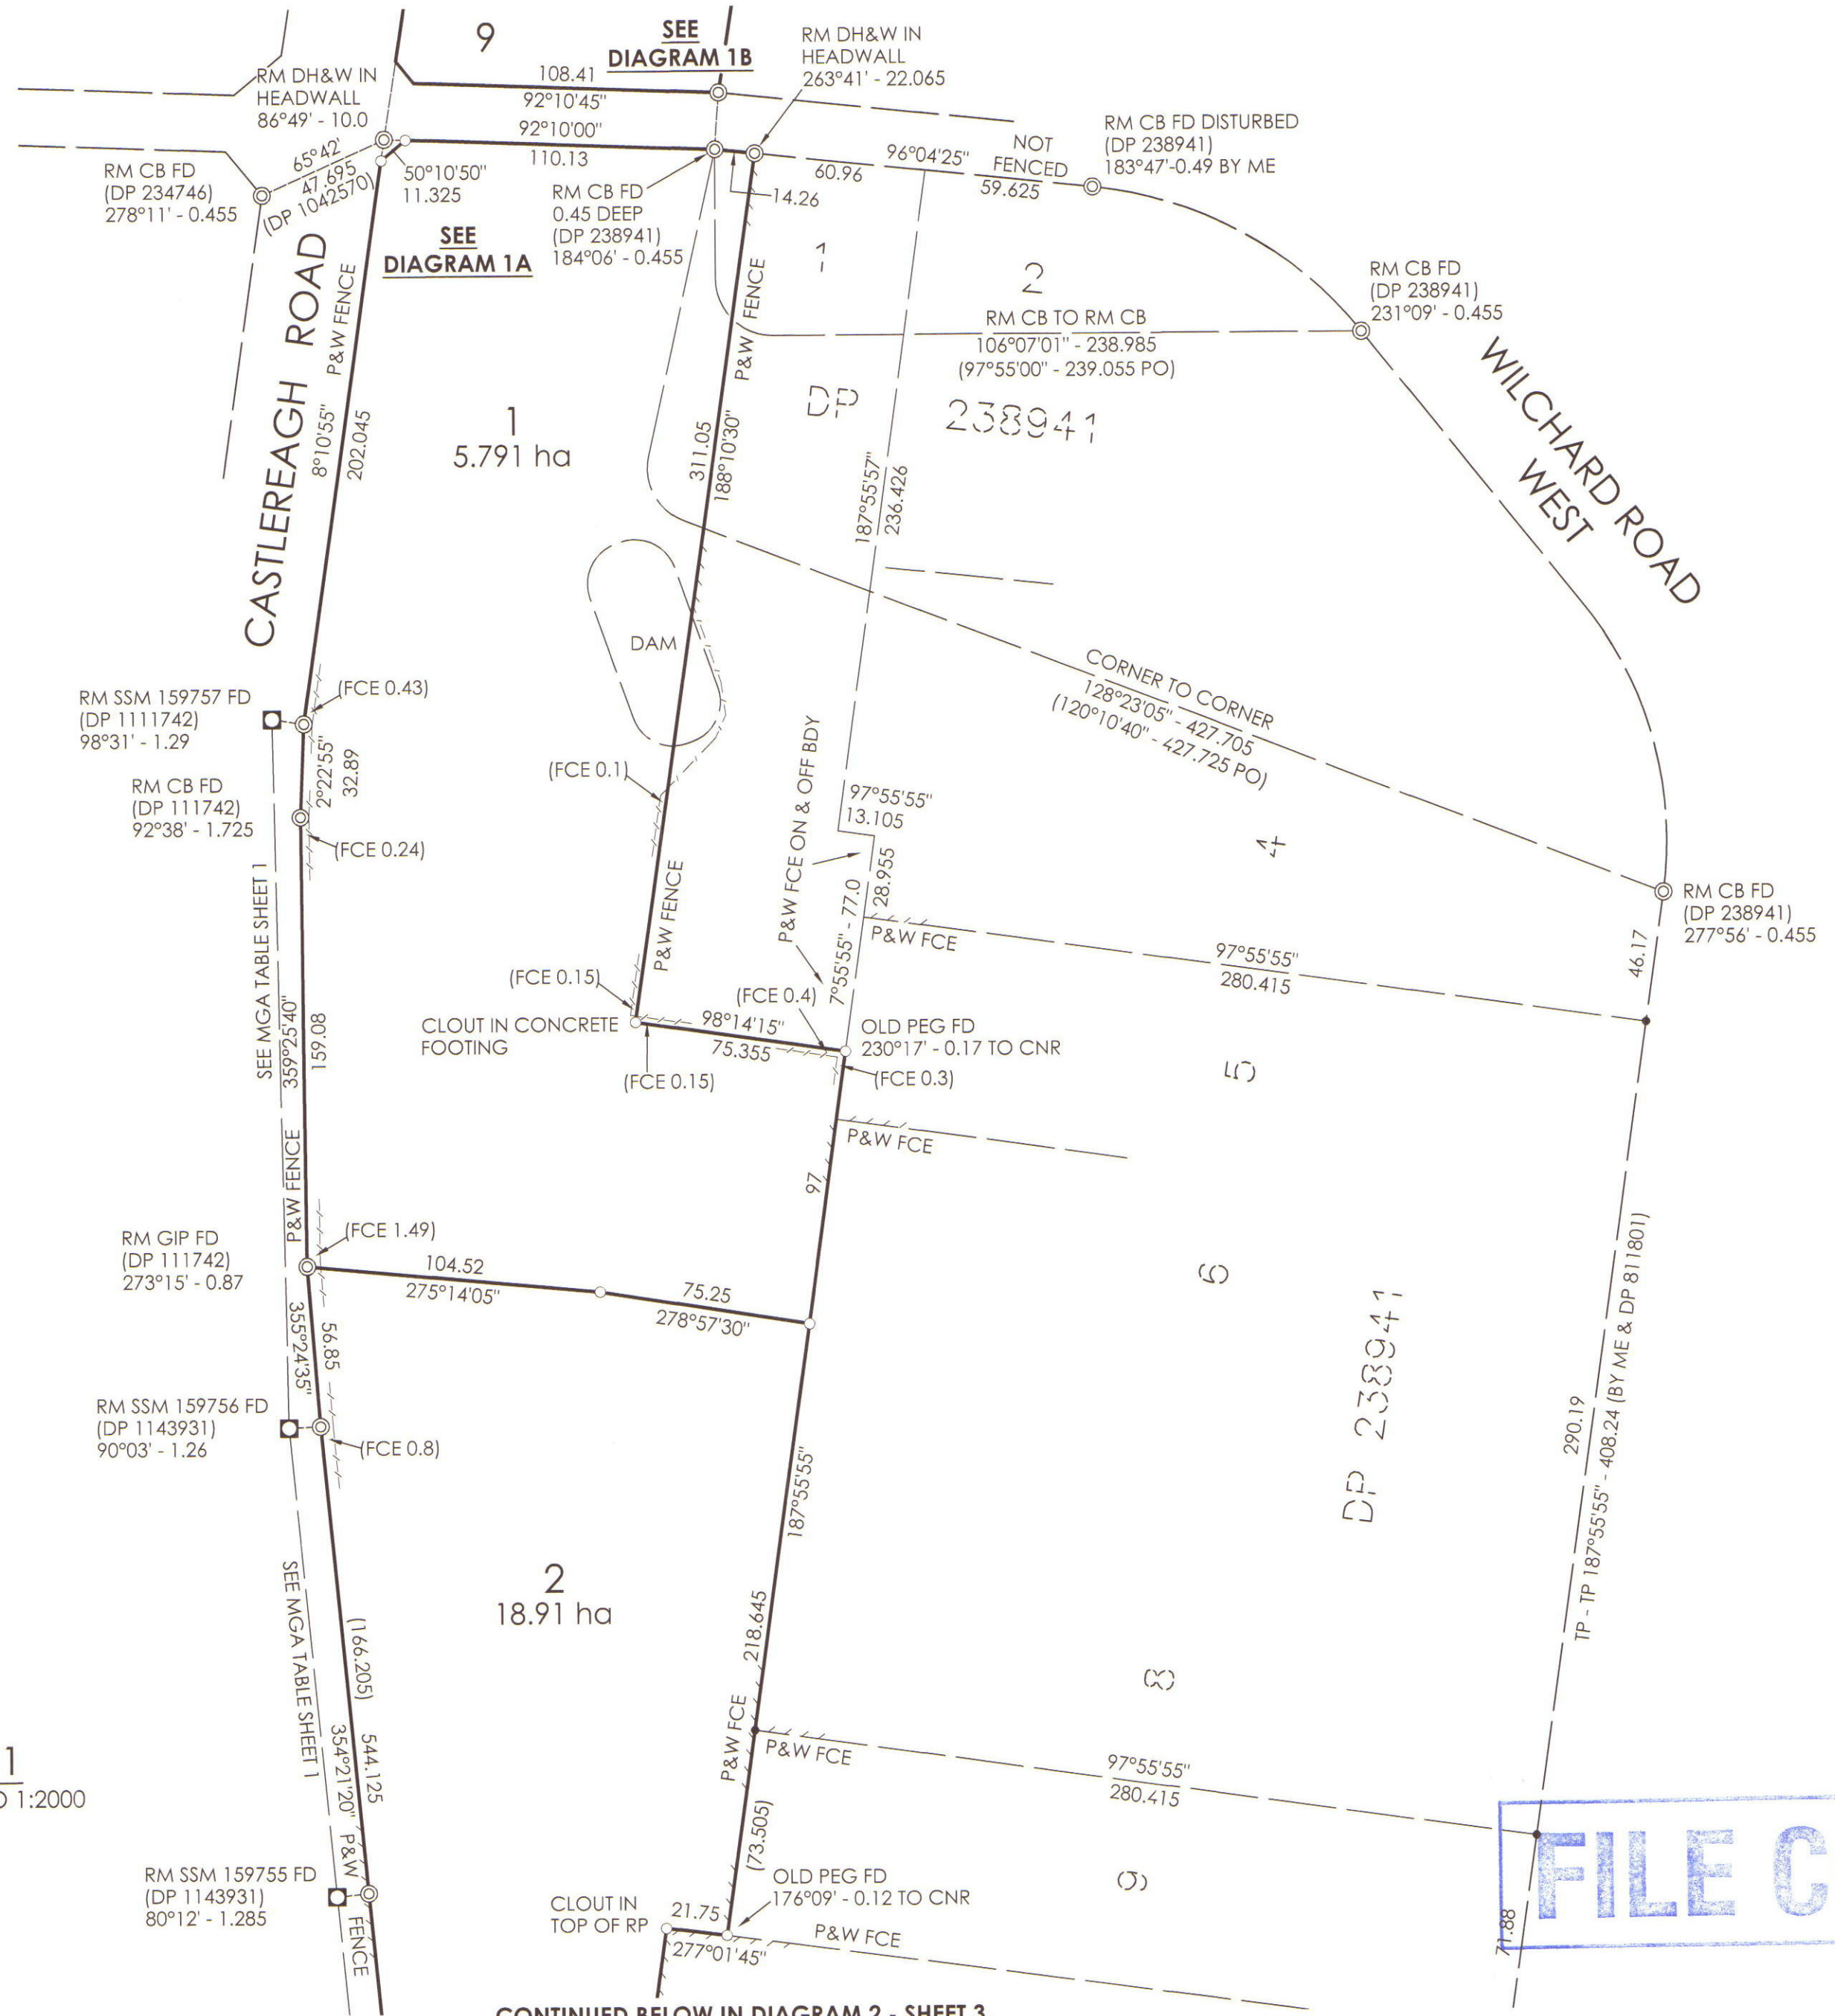 9
SEE
DIAGRAM 1B
RM DH&W IN
HEADWALL
263°41' - 22.065
RM DH&W IN
HEADWALL
86°49' - 10.0
108.41
92°10'45"
92°10'00"
110.13
65°42'
47.695
(DP 1042570)
50°10'50"
11.325
RM CB FD
(DP 234746)
278°11' - 0.455
RM CB FD
0.45 DEEP
(DP 238941)
184°06' - 0.455
14.26
60.96
96°04'25"
NOT
FENCED
59.625
RM CB FD DISTURBED
(DP 238941)
183°47'-0.49 BY ME
SEE
DIAGRAM 1A
CASTLEREAGH ROAD
P&W FENCE
8°10'55"
202.045
1
5.791 ha
P&W FENCE
311.05
188°10'30"
1
2
RM CB TO RM CB
106°07'01" - 238.985
(97°55'00" - 239.055 PO)
DP 238941
RM CB FD
(DP 238941)
231°09' - 0.455
WILCHARD ROAD
WEST
187°55'57"
236.426
DAM
CORNER TO CORNER
128°23'05" - 427.705
(120°10'40" - 427.725 PO)
RM SSM 159757 FD
(DP 1111742)
98°31' - 1.29
(FCE 0.43)
2°22'55"
32.89
RM CB FD
(DP 111742)
92°38' - 1.725
(FCE 0.24)
(FCE 0.1)
P&W FCE ON & OFF BDY
97°55'55"
13.105
28.955
7°55'55" - 77.0
4
P&W FCE
97°55'55"
280.415
RM CB FD
(DP 238941)
277°56' - 0.455
46.17
SEE MGA TABLE SHEET 1
359°25'40"
159.08
P&W FENCE
P&W FENCE
(FCE 0.15)
CLOUT IN CONCRETE
FOOTING
(FCE 0.4)
98°14'15"
75.355
(FCE 0.15)
OLD PEG FD
230°17' - 0.17 TO CNR
(FCE 0.3)
5
P&W FCE
97
RM GIP FD
(DP 111742)
273°15' - 0.87
(FCE 1.49)
104.52
275°14'05"
75.25
278°57'30"
6
355°24'35"
56.85
RM SSM 159756 FD
(DP 1143931)
90°03' - 1.26
(FCE 0.8)
DP 238941
290.19
TP - TP 187°55'55" - 408.24 (BY ME & DP 811801)
187°55'55"
218.645
2
18.91 ha
SEE MGA TABLE SHEET 1
(166.205)
354°21'20"
544.125
P&W FENCE
8
P&W FCE
P&W FCE
97°55'55"
280.415
1
1:2000
RM SSM 159755 FD
(DP 1143931)
80°12' - 1.285
(73.505)
CLOUT IN
TOP OF RP
21.75
277°01'45"
OLD PEG FD
176°09' - 0.12 TO CNR
P&W FCE
9
71.88
FILE C
CONTINUED BELOW IN DIAGRAM 2 - SHEET 3